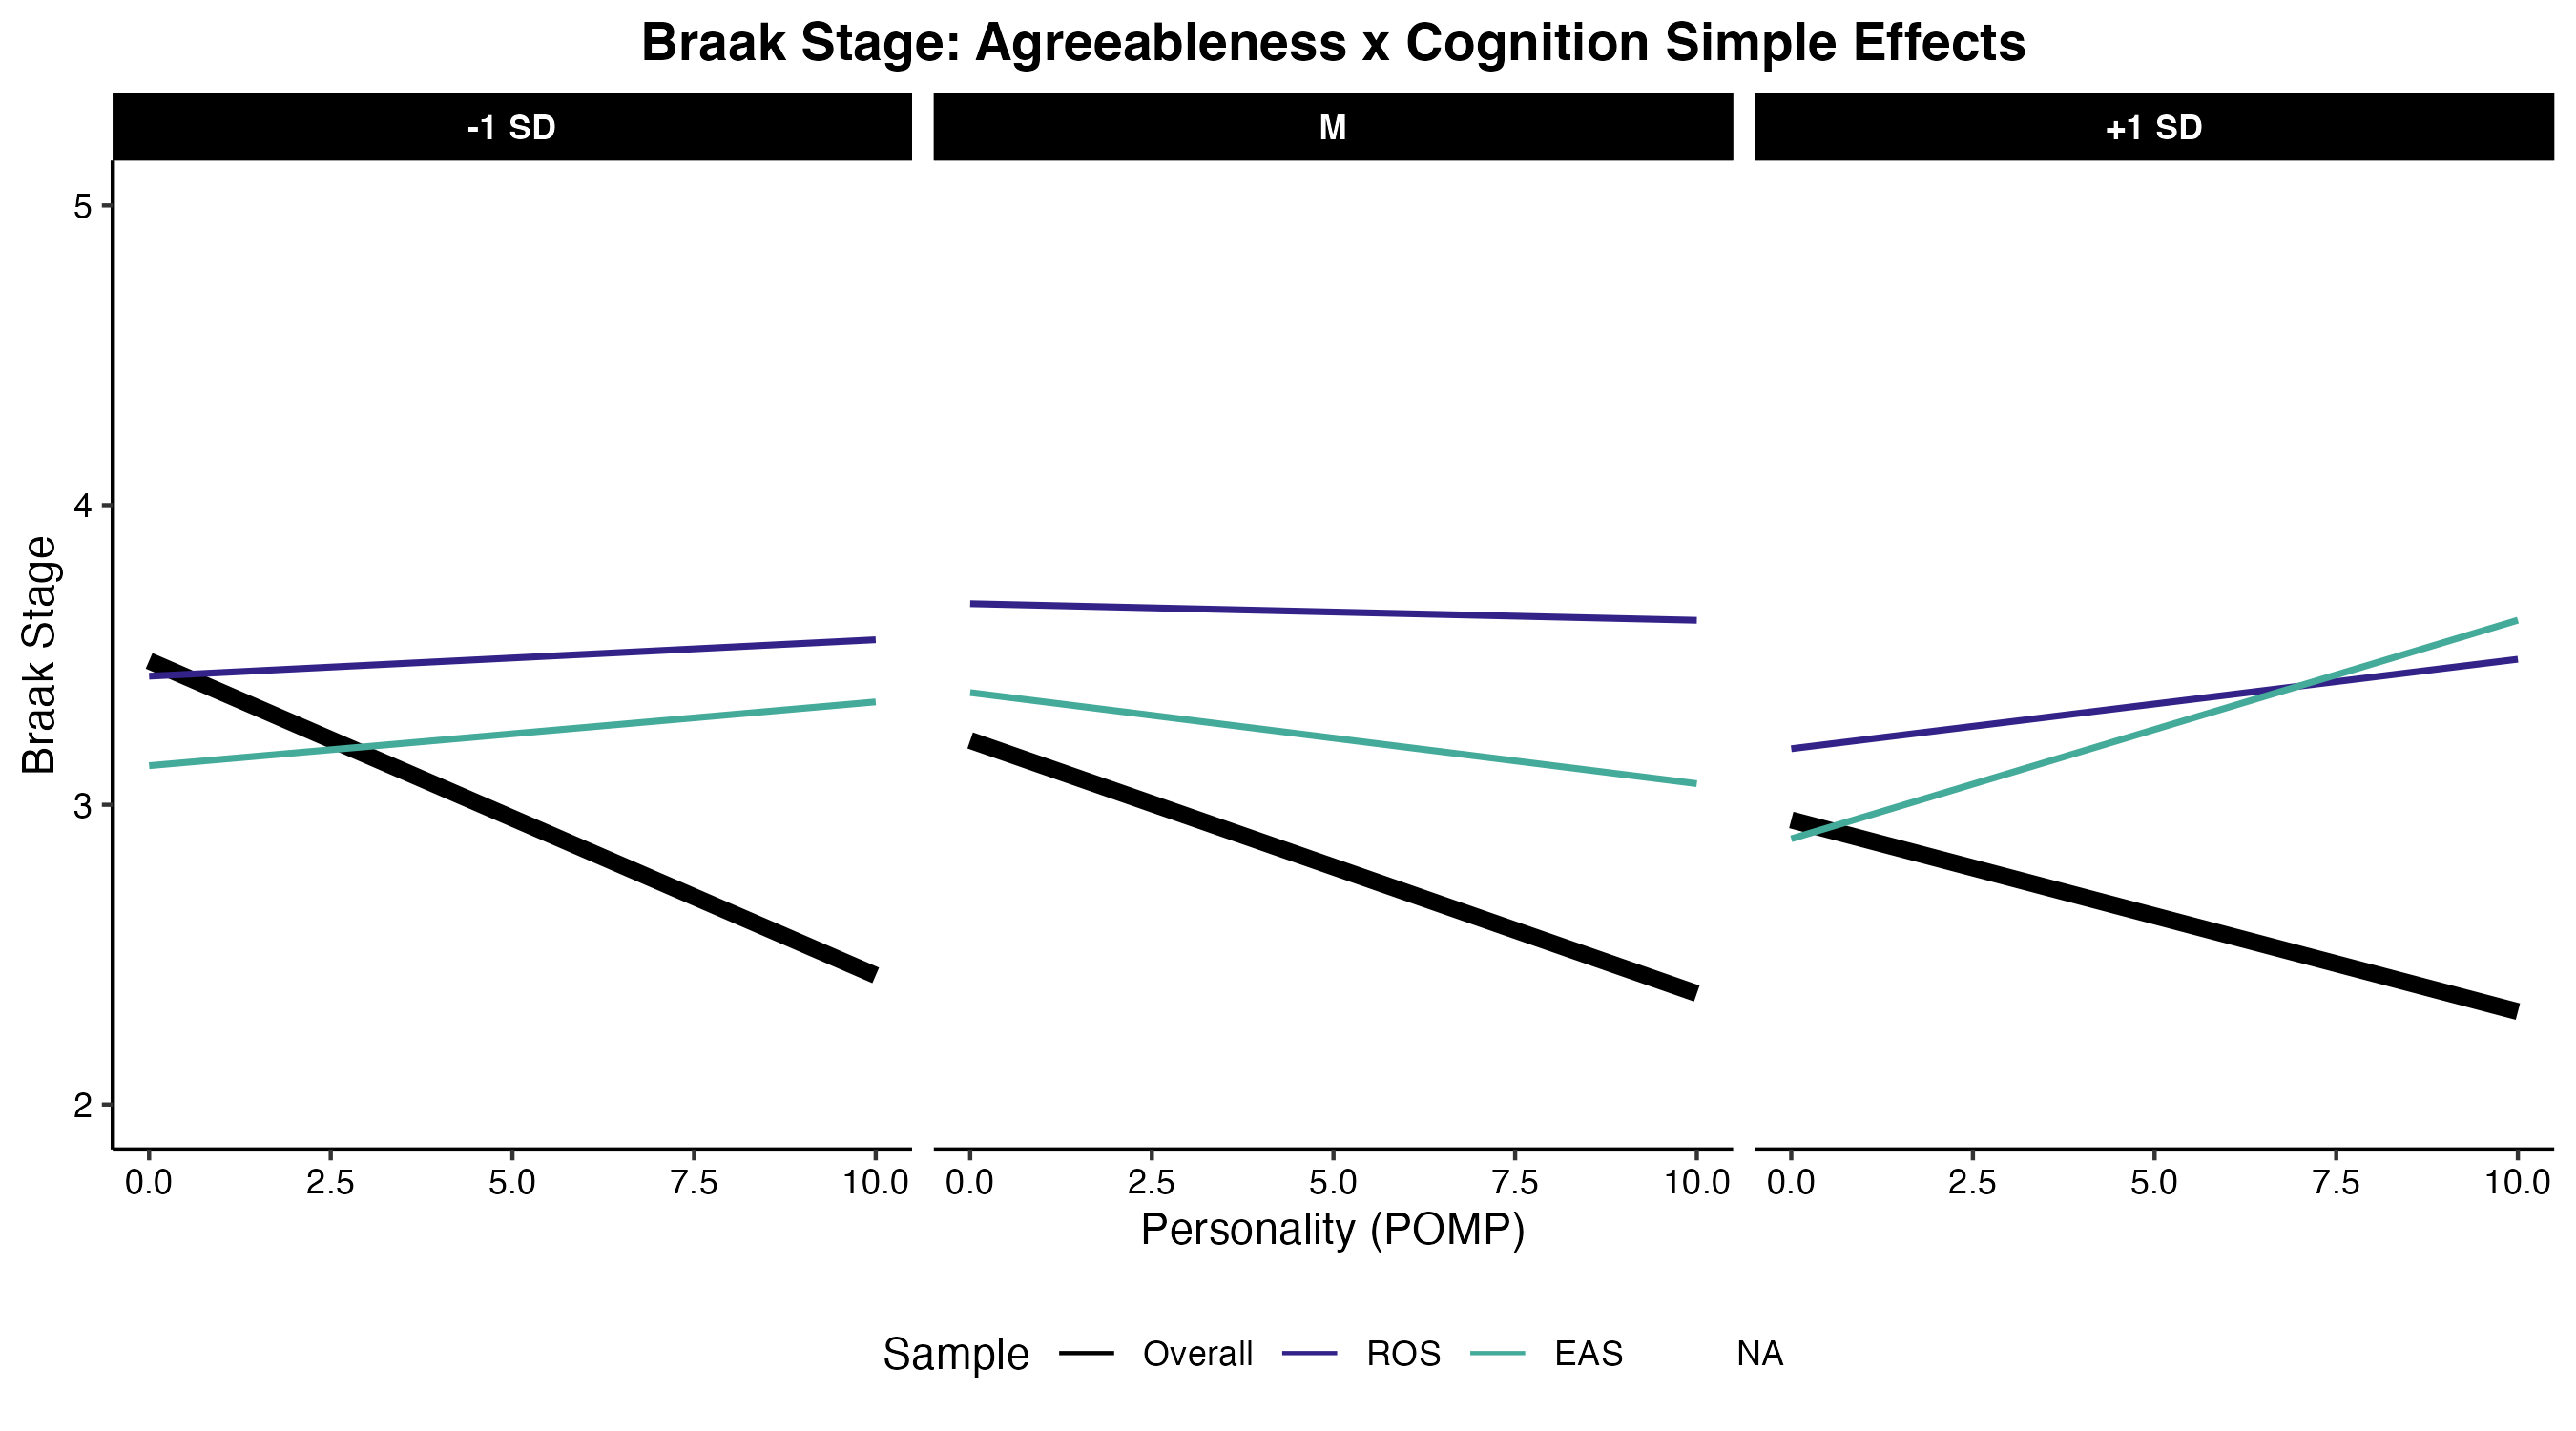 Braak Stage: Agreeableness x Cognition Simple Effects
-1 SD
M
+1 SD
Braak Stage
5
4
3
2
0.0 2.5 5.0 7.5 10.0
0.0 2.5 5.0 7.5 10.0
0.0 2.5 5.0 7.5 10.0
Personality (POMP)
Sample Overall ROS EAS NA